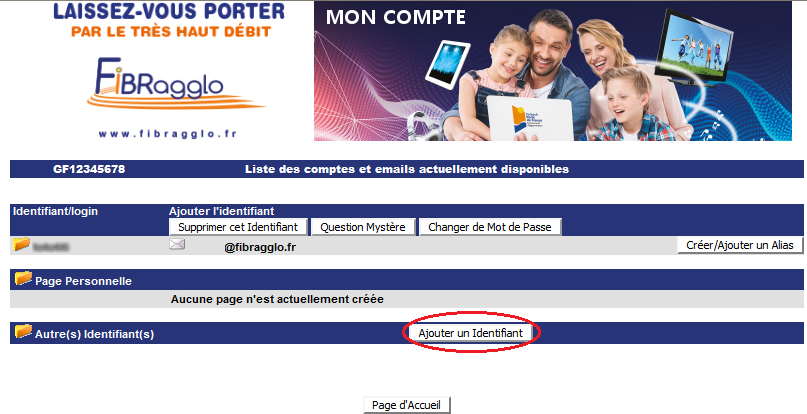 LAISSEZ-VOUS PORTER
PAR LE TRÈS HAUT DÉBIT
FIBRagglo
www.fibragglo.fr
MON COMPTE
GF12345678 Liste des comptes et emails actuellement disponibles
Identifiant/login Ajouter l'identifiant
Supprimer cet Identifiant Question Mystère Changer de Mot de Passe
@fibragglo.fr Créer/Ajouter un Alias
Page Personnelle
Aucune page n'est actuellement créée
Autre(s) Identifiant(s) Ajouter un Identifiant
Page d'Accueil